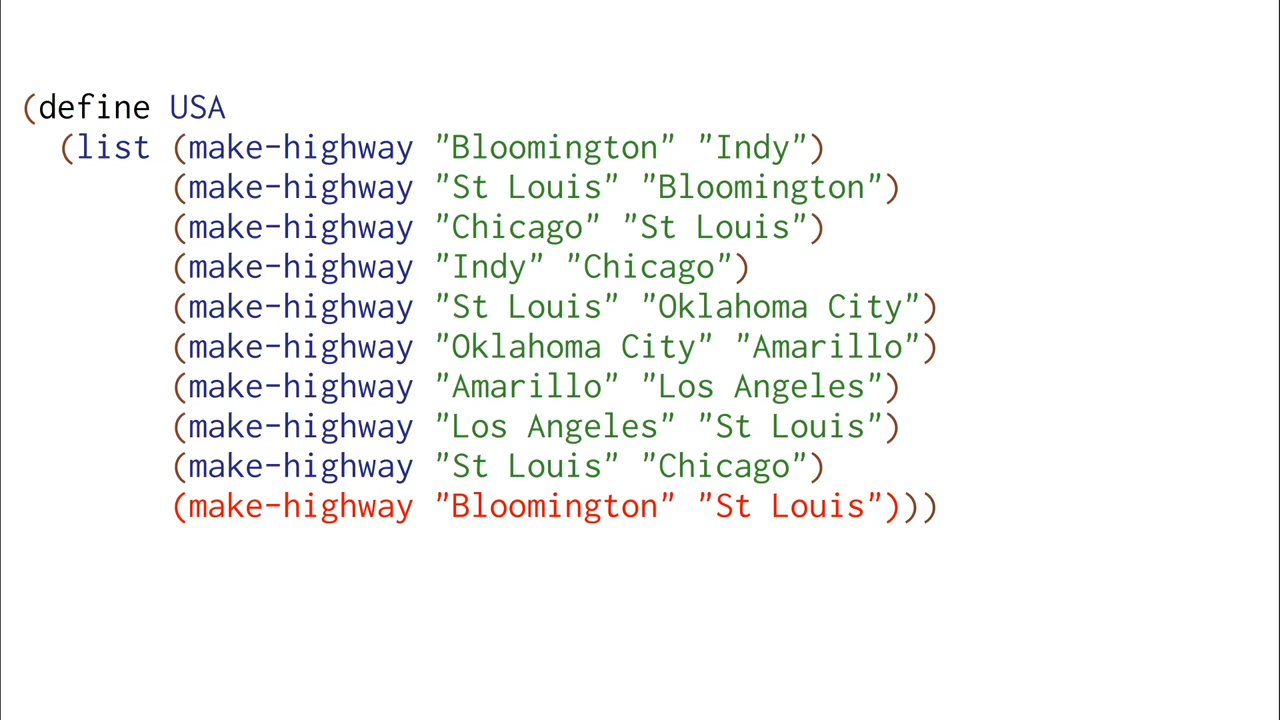 (define USA
  (list (make-highway "Bloomington" "Indy")
        (make-highway "St Louis" "Bloomington")
        (make-highway "Chicago" "St Louis")
        (make-highway "Indy" "Chicago")
        (make-highway "St Louis" "Oklahoma City")
        (make-highway "Oklahoma City" "Amarillo")
        (make-highway "Amarillo" "Los Angeles")
        (make-highway "Los Angeles" "St Louis")
        (make-highway "St Louis" "Chicago")
        (make-highway "Bloomington" "St Louis")))